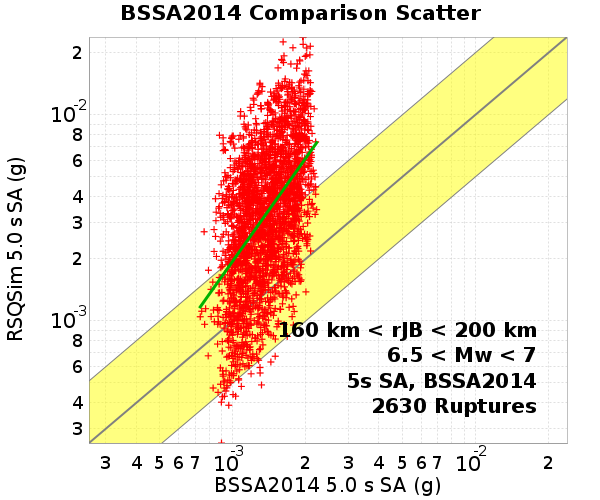 BSSA2014 Comparison Scatter
RSQSim 5.0 s SA (g)
2
10-2
8
6
4
3
2
10-3
8
6
4
3
160 km < rJB < 200 km
6.5 < Mw < 7
5s SA, BSSA2014
2630 Ruptures
3 4 5 6 7 10-3 2 3 4 5 6 7 10-2 2
BSSA2014 5.0 s SA (g)